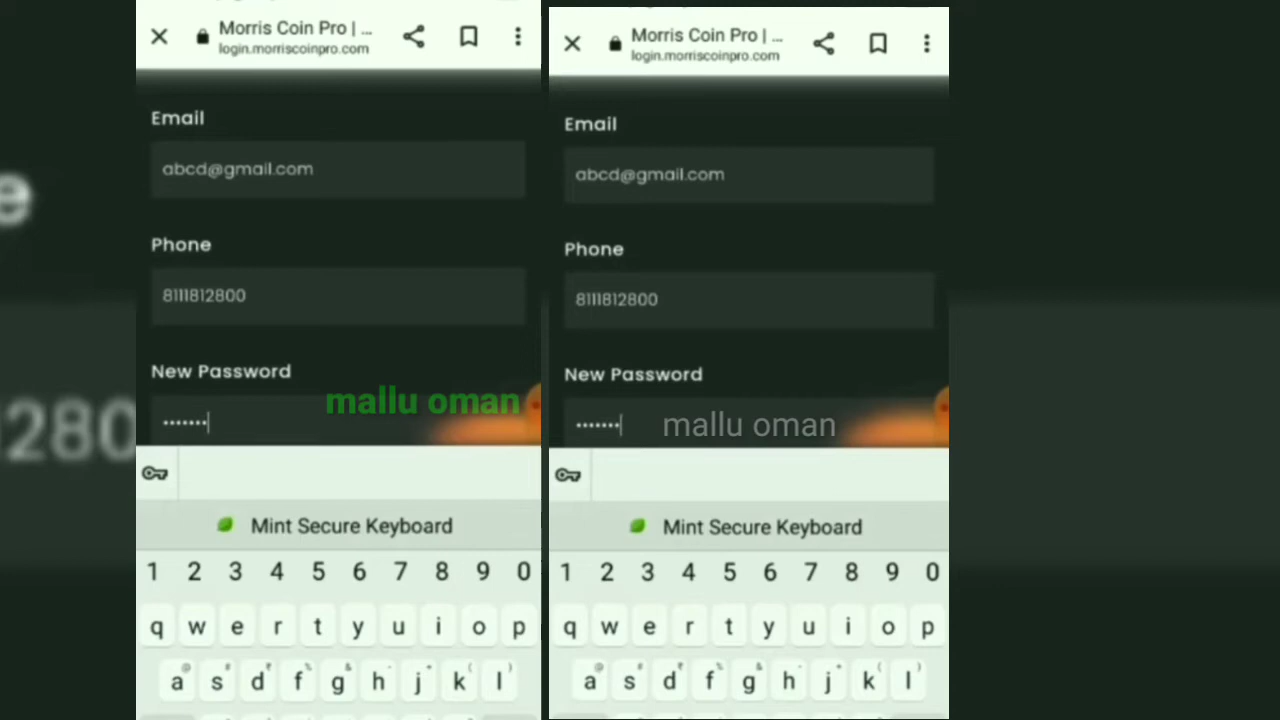 Morris Coin Pro | ...
login.morriscoinpro.com
Email
abcd@gmail.com
Phone
8111812800
New Password
•••••••
mallu oman
Mint Secure Keyboard
1 2 3 4 5 6 7 8 9 0
q w e r t y u i o p
a s d f g h j k l
Morris Coin Pro | ...
login.morriscoinpro.com
Email
abcd@gmail.com
Phone
8111812800
New Password
•••••••
mallu oman
Mint Secure Keyboard
1 2 3 4 5 6 7 8 9 0
q w e r t y u i o p
a s d f g h j k l
e
1280